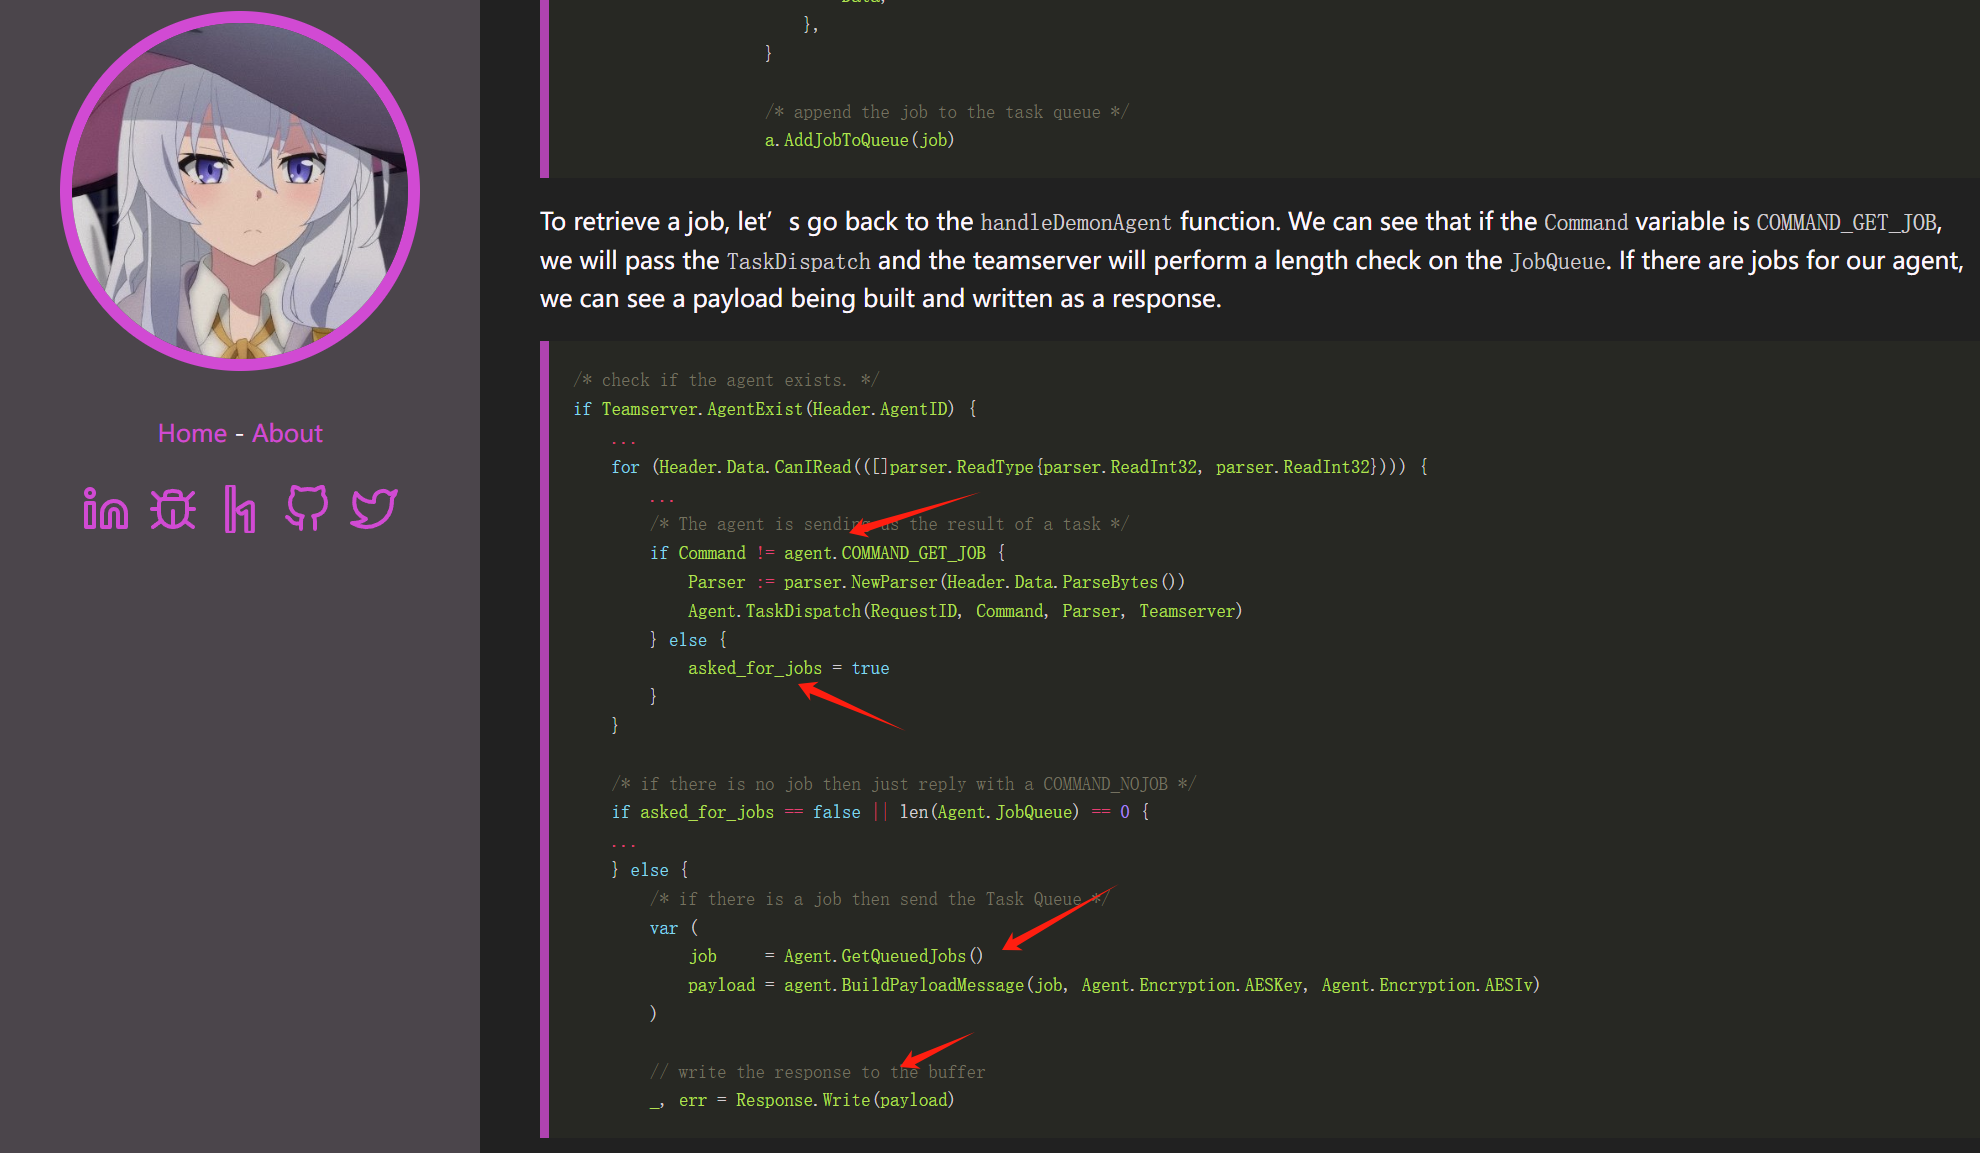 Home - About
},
}
/* append the job to the task queue */
a.AddJobToQueue(job)
To retrieve a job, let’s go back to the handleDemonAgent function. We can see that if the Command variable is COMMAND_GET_JOB,
we will pass the TaskDispatch and the teamserver will perform a length check on the JobQueue. If there are jobs for our agent,
we can see a payload being built and written as a response.
/* check if the agent exists. */
if Teamserver.AgentExist(Header.AgentID) {
...
for (Header.Data.CanIRead(([]parser.ReadType{parser.ReadInt32, parser.ReadInt32}))) {
...
/* The agent is sending us the result of a task */
if Command != agent.COMMAND_GET_JOB {
Parser := parser.NewParser(Header.Data.ParseBytes())
Agent.TaskDispatch(RequestID, Command, Parser, Teamserver)
} else {
asked_for_jobs = true
}
}
/* if there is no job then just reply with a COMMAND_NOJOB */
if asked_for_jobs == false || len(Agent.JobQueue) == 0 {
...
} else {
/* if there is a job then send the Task Queue */
var (
job     = Agent.GetQueuedJobs()
payload = agent.BuildPayloadMessage(job, Agent.Encryption.AESKey, Agent.Encryption.AESIv)
)
// write the response to the buffer
_, err = Response.Write(payload)